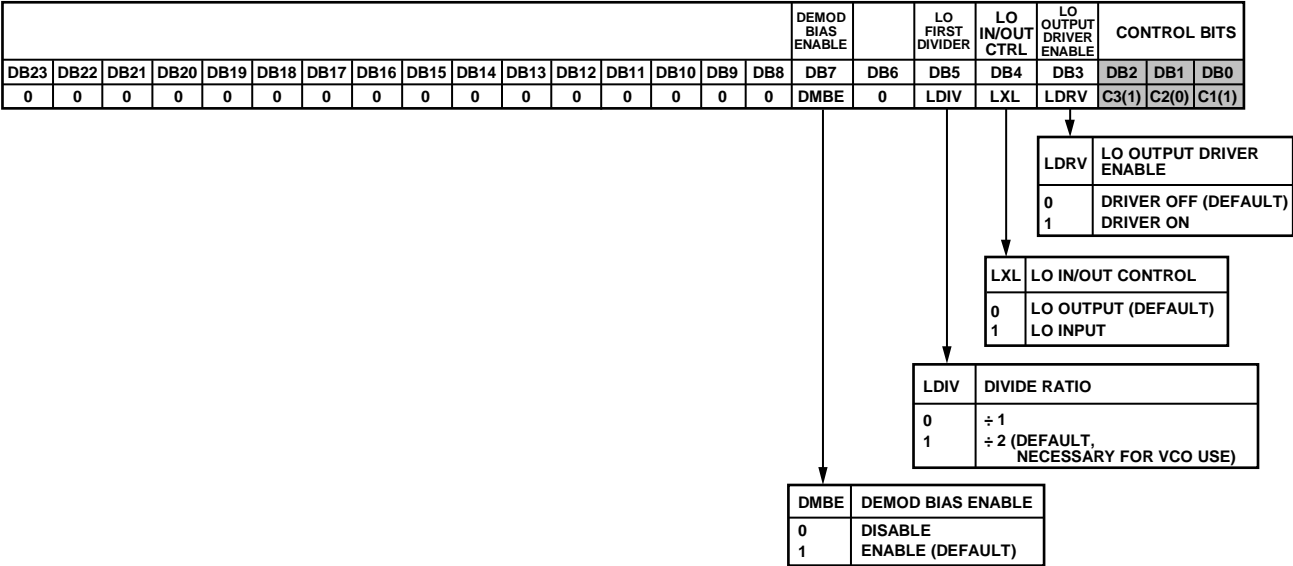 DEMOD BIAS ENABLE LO FIRST DIVIDER LO IN/OUT CTRL LO OUTPUT DRIVER ENABLE CONTROL BITS
DB23 DB22 DB21 DB20 DB19 DB18 DB17 DB16 DB15 DB14 DB13 DB12 DB11 DB10 DB9 DB8 DB7 DB6 DB5 DB4 DB3 DB2 DB1 DB0
0 0 0 0 0 0 0 0 0 0 0 0 0 0 0 0 DMBE 0 LDIV LXL LDRV C3(1) C2(0) C1(1)
LDRV LO OUTPUT DRIVER
ENABLE
0 DRIVER OFF (DEFAULT)
1 DRIVER ON
LXL LO IN/OUT CONTROL
0 LO OUTPUT (DEFAULT)
1 LO INPUT
LDIV DIVIDE RATIO
0 ÷ 1
1 ÷ 2 (DEFAULT,
NECESSARY FOR VCO USE)
DMBE DEMOD BIAS ENABLE
0 DISABLE
1 ENABLE (DEFAULT)